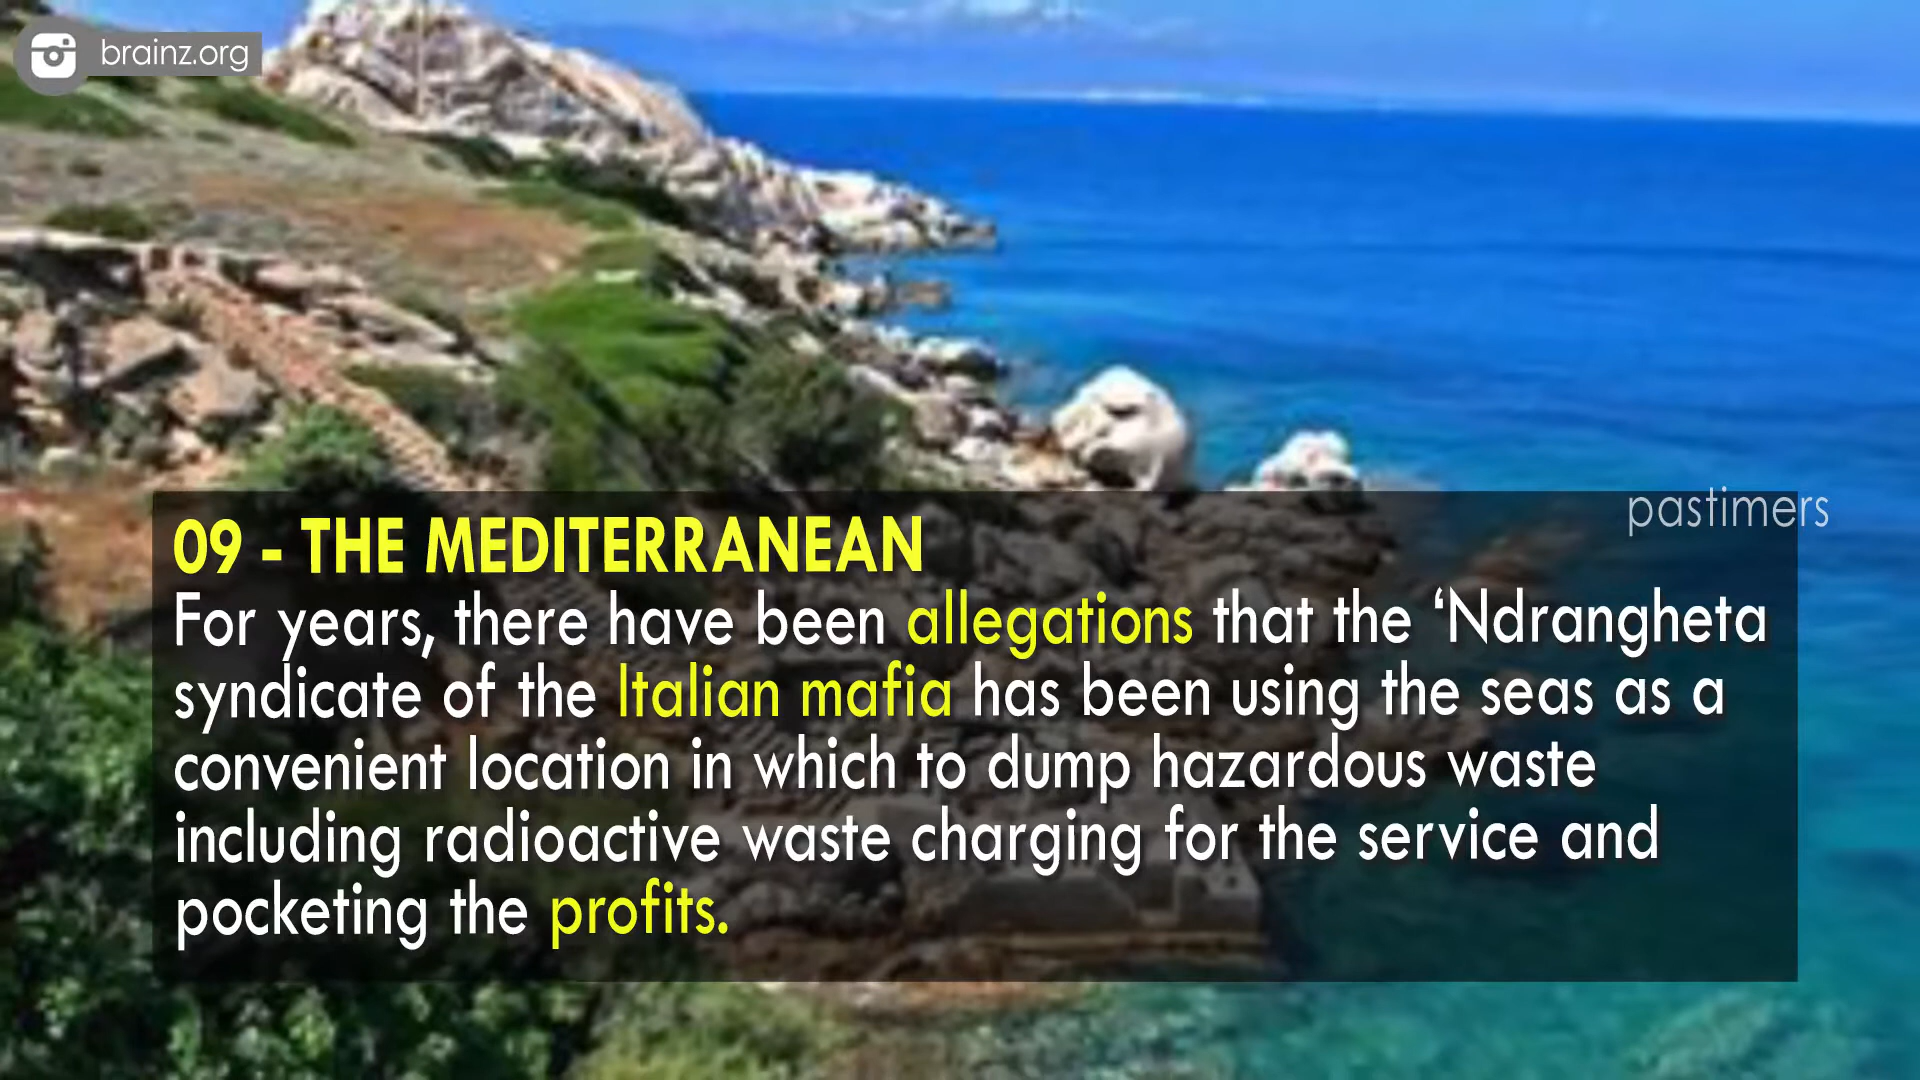 brainz.org
pastimers
09 - THE MEDITERRANEAN
For years, there have been allegations that the ‘Ndrangheta
syndicate of the Italian mafia has been using the seas as a
convenient location in which to dump hazardous waste
including radioactive waste charging for the service and
pocketing the profits.